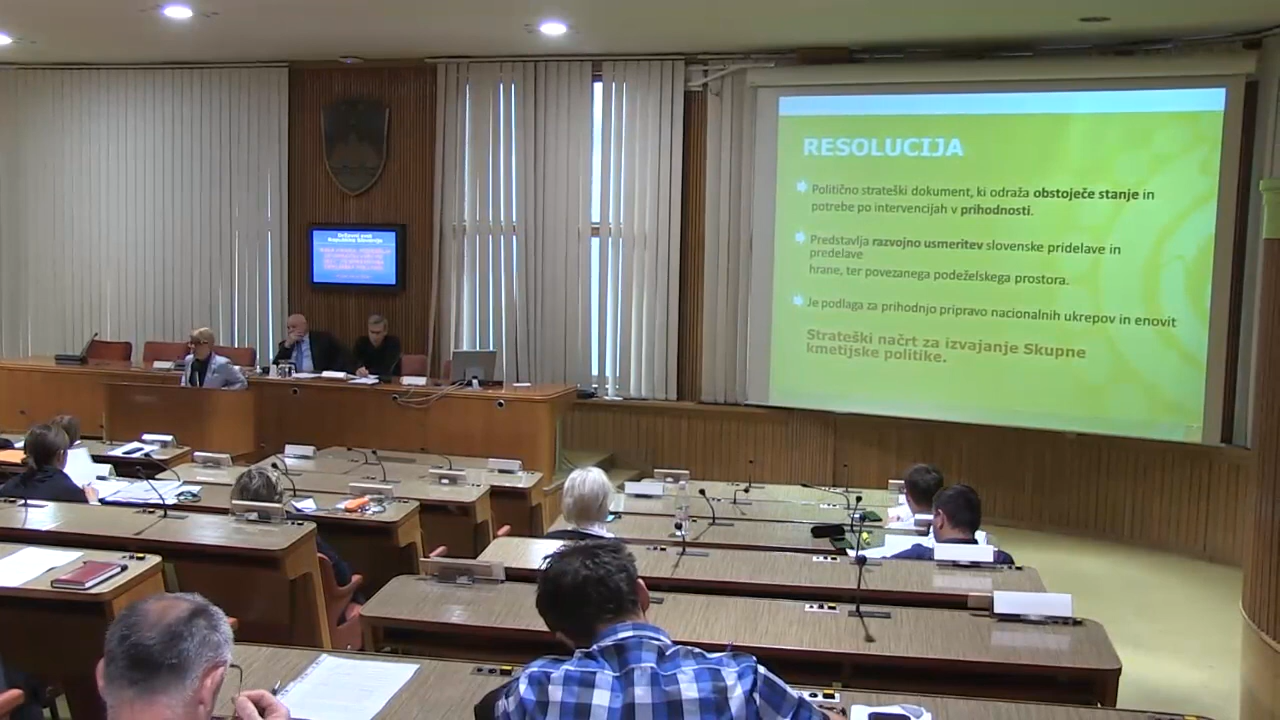 Državni svet
Republike Slovenije
RESOLUCIJA
Politično strateški dokument, ki odraža obstoječe stanje in
potrebe po intervencijah v prihodnosti.
Predstavlja razvojno usmeritev slovenske pridelave in
predelave
hrane, ter povezanega podeželskega prostora.
Je podlaga za prihodnjo pripravo nacionalnih ukrepov in enovit
Strateški načrt za izvajanje Skupne
kmetijske politike.